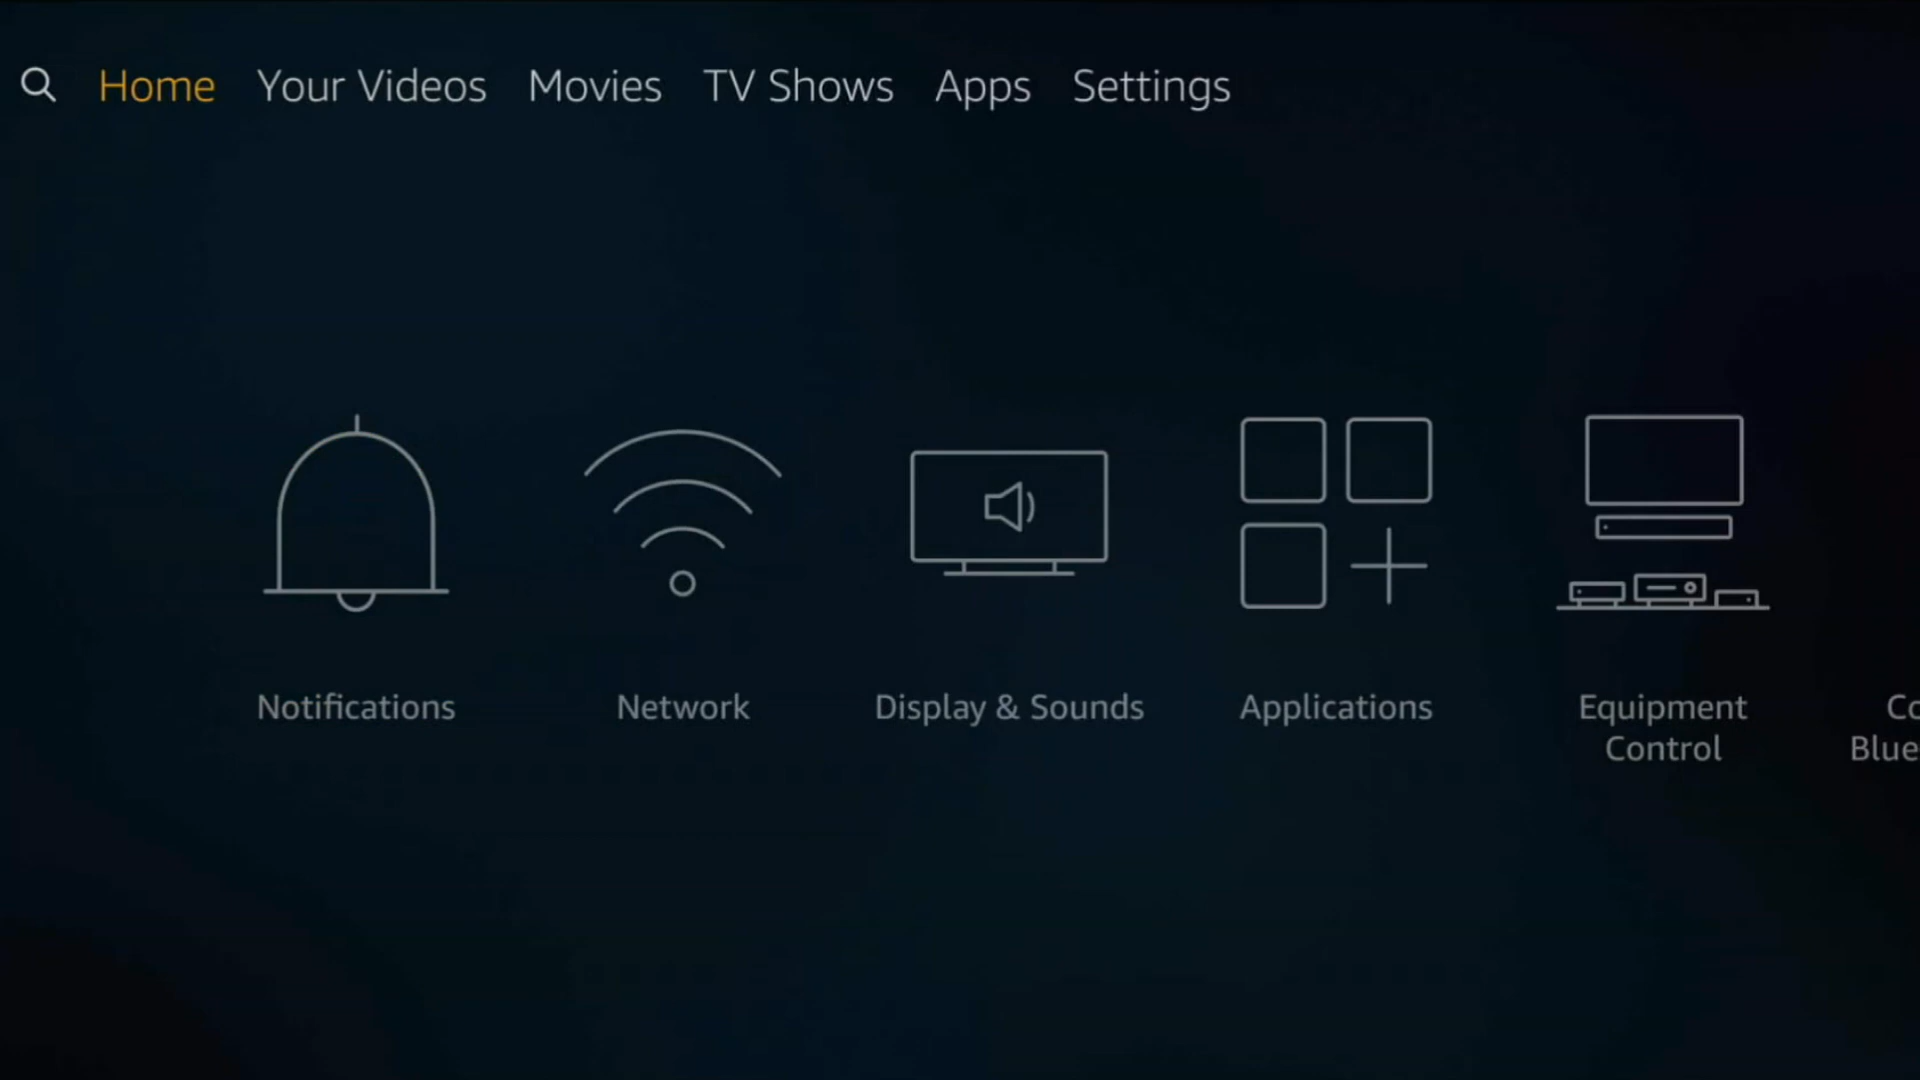 Home Your Videos Movies TV Shows Apps Settings
Notifications Network Display & Sounds Applications Equipment Control